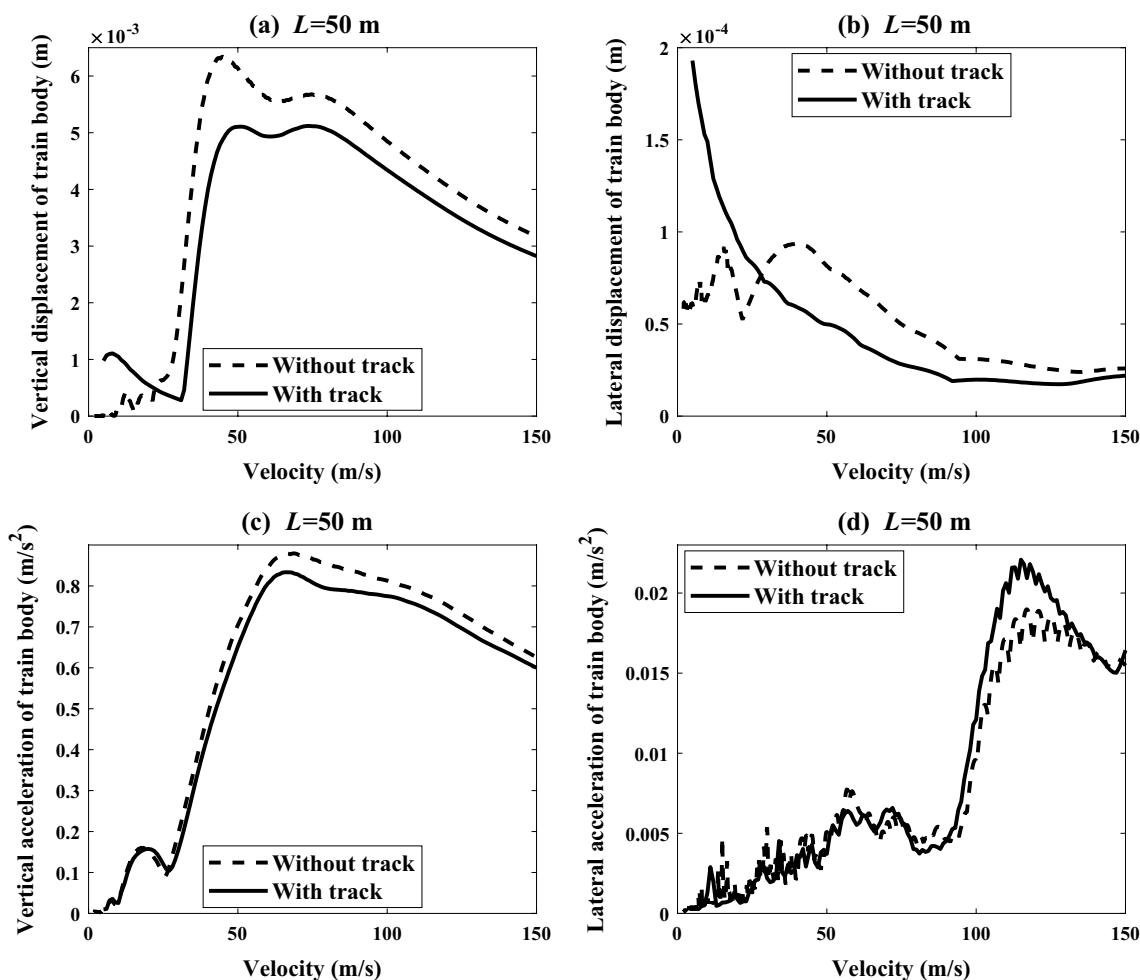 (a) L=50 m
×10⁻³
Vertical displacement of train body (m)
6
5
4
3
2
1
0
Without track
With track
0 50 100 150
Velocity (m/s)
(b) L=50 m
×10⁻⁴
Lateral displacement of train body (m)
2
1.5
1
0.5
0
Without track
With track
0 50 100 150
Velocity (m/s)
(c) L=50 m
Vertical acceleration of train body (m/s²)
0.8
0.7
0.6
0.5
0.4
0.3
0.2
0.1
0
Without track
With track
0 50 100 150
Velocity (m/s)
(d) L=50 m
Lateral acceleration of train body (m/s²)
0.02
0.015
0.01
0.005
0
Without track
With track
0 50 100 150
Velocity (m/s)